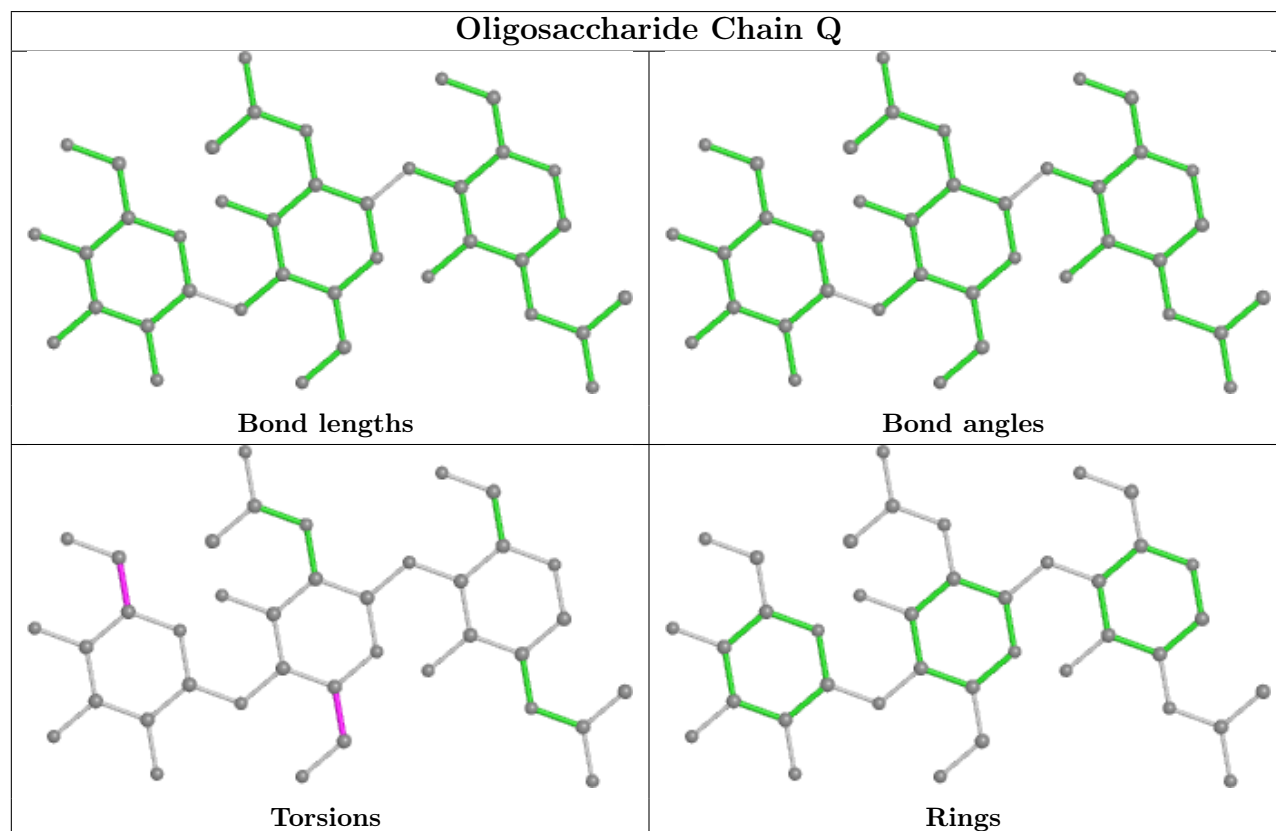 Oligosaccharide Chain Q
Bond lengths
Bond angles
Torsions
Rings